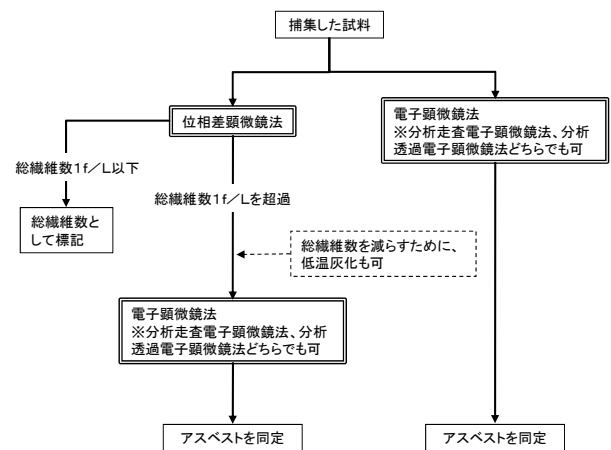 捕集した試料
位相差顕微鏡法
電子顕微鏡法
※分析走査電子顕微鏡法、分析
透過電子顕微鏡法どちらでも可
総繊維数1f／L以下
総繊維数1f／Lを超過
総繊維数と
して標記
総繊維数を減らすために、
低温灰化も可
電子顕微鏡法
※分析走査電子顕微鏡法、分析
透過電子顕微鏡法どちらでも可
アスベストを同定
アスベストを同定